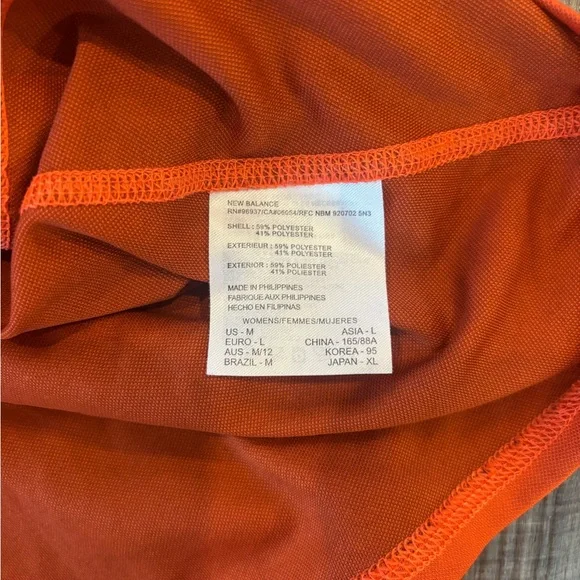 NEW BALANCE
RN#96937/CA#06554/RFC NBM 920702 5N3
SHELL : 59% POLYESTER
41% POLYESTER
EXTERIEUR : 59% POLYESTER
41% POLYESTER
EXTERIOR : 59% POLIESTER
41% POLIESTER
MADE IN PHILIPPINES
FABRIQUE AUX PHILIPPINES
HECHO EN FILIPINAS
WOMENS/FEMMES/MUJERES
US - M ASIA - L
EURO - L CHINA - 165/88A
AUS - M/12 KOREA - 95
BRAZIL - M JAPAN - XL